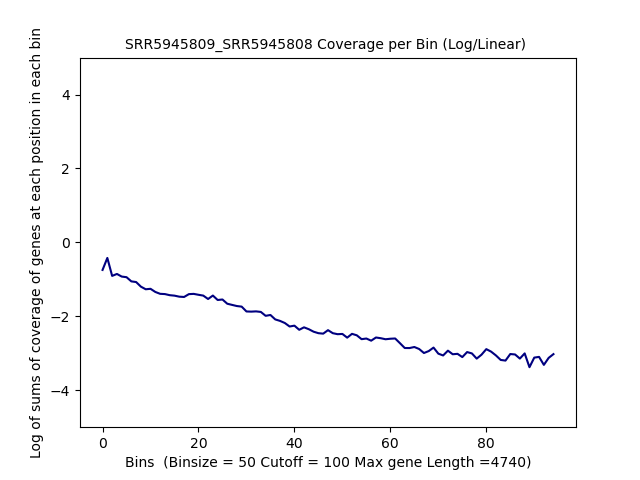 SRR5945809_SRR5945808 Coverage per Bin (Log/Linear)
Log of sums of coverage of genes at each position in each bin
4
2
0
−2
−4
0 20 40 60 80
Bins  (Binsize = 50 Cutoff = 100 Max gene Length =4740)